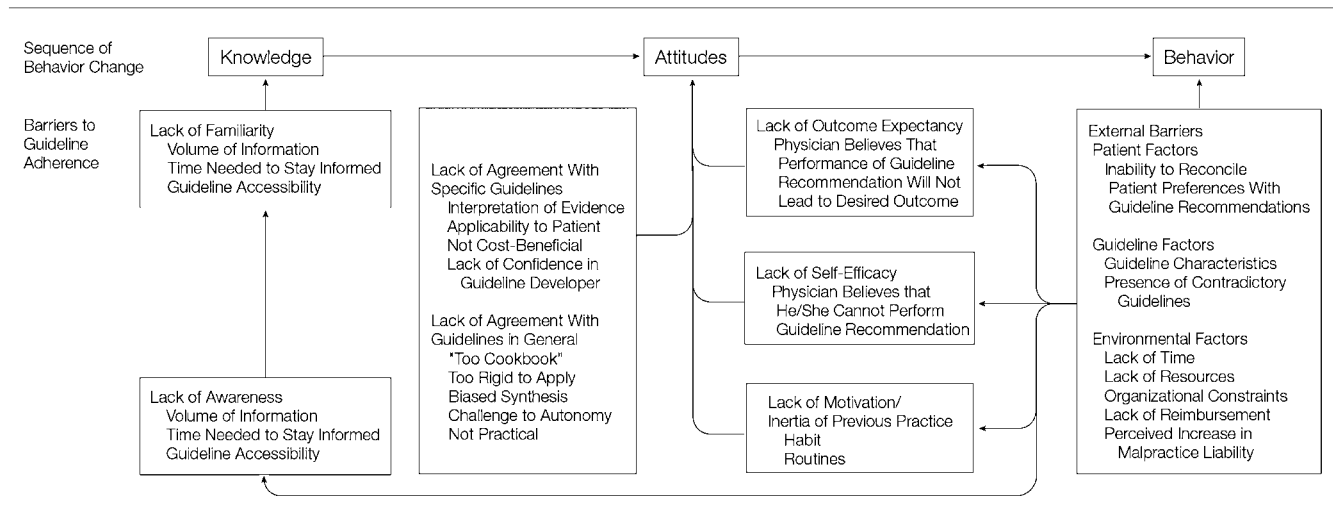 Sequence of
Behavior Change
Knowledge
Attitudes
Behavior
Barriers to
Guideline
Adherence
Lack of Familiarity
Volume of Information
Time Needed to Stay Informed
Guideline Accessibility
Lack of Awareness
Volume of Information
Time Needed to Stay Informed
Guideline Accessibility
Lack of Agreement With
Specific Guidelines
Interpretation of Evidence
Applicability to Patient
Not Cost-Beneficial
Lack of Confidence in
Guideline Developer
Lack of Agreement With
Guidelines in General
"Too Cookbook"
Too Rigid to Apply
Biased Synthesis
Challenge to Autonomy
Not Practical
Lack of Outcome Expectancy
Physician Believes That
Performance of Guideline
Recommendation Will Not
Lead to Desired Outcome
Lack of Self-Efficacy
Physician Believes that
He/She Cannot Perform
Guideline Recommendation
Lack of Motivation/
Inertia of Previous Practice
Habit
Routines
External Barriers
Patient Factors
Inability to Reconcile
Patient Preferences With
Guideline Recommendations
Guideline Factors
Guideline Characteristics
Presence of Contradictory
Guidelines
Environmental Factors
Lack of Time
Lack of Resources
Organizational Constraints
Lack of Reimbursement
Perceived Increase in
Malpractice Liability